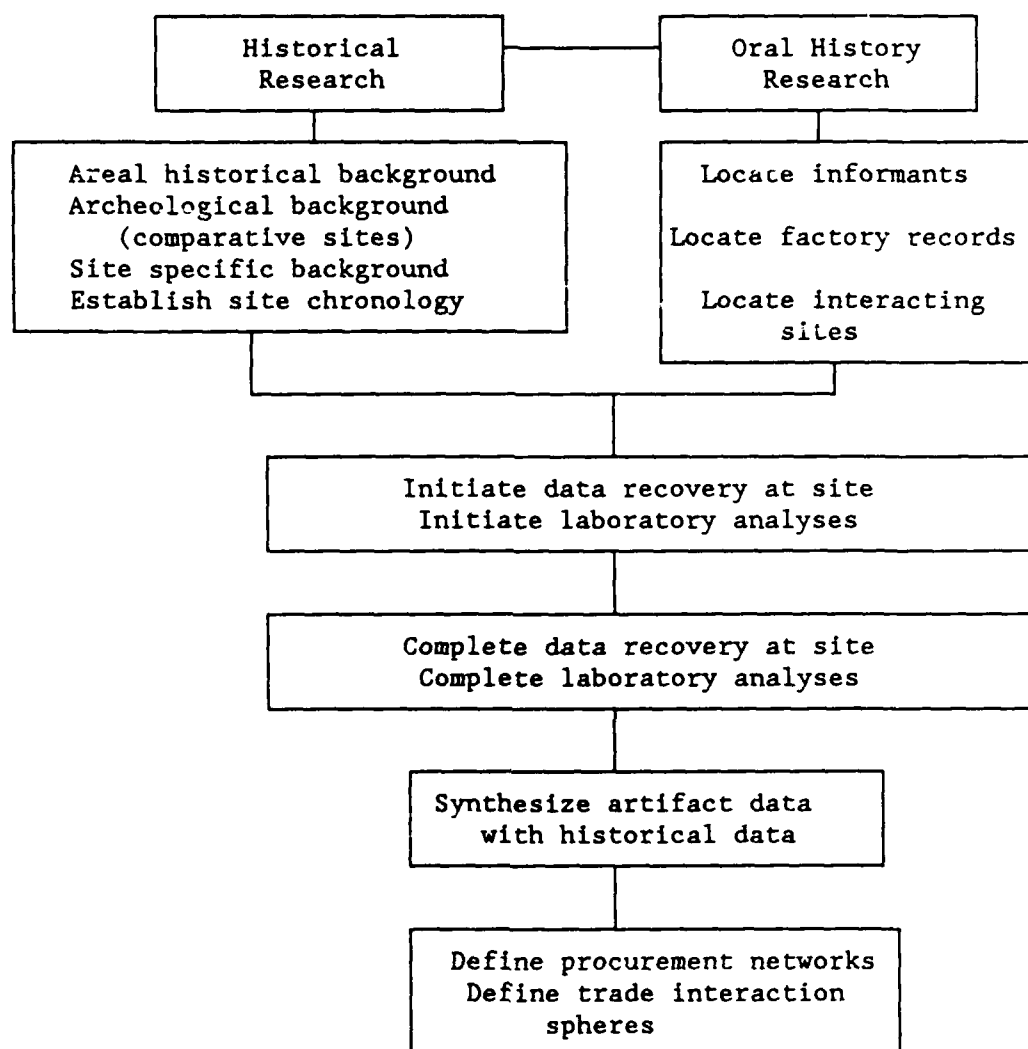 Historical
Research
Oral History
Research
Areal historical background
Archeological background
(comparative sites)
Site specific background
Establish site chronology
Locate informants
Locate factory records
Locate interacting
sites
Initiate data recovery at site
Initiate laboratory analyses
Complete data recovery at site
Complete laboratory analyses
Synthesize artifact data
with historical data
Define procurement networks
Define trade interaction
spheres